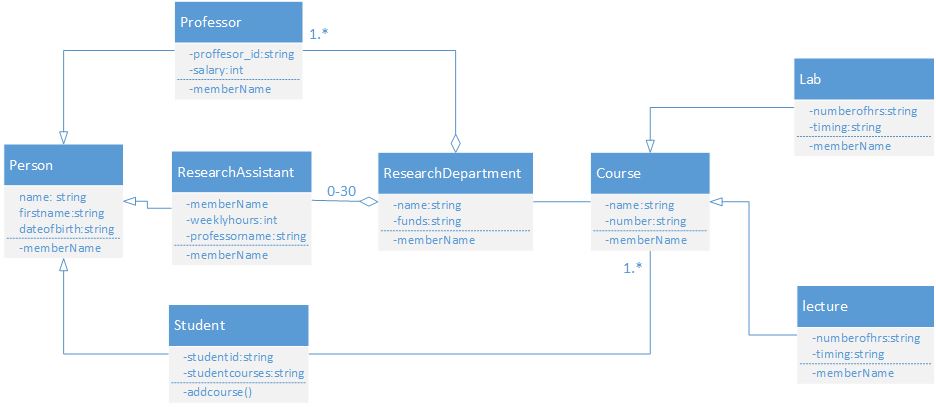 Professor
-proffesor_id:string
-salary:int
-memberName
1.*
Lab
-numberofhrs:string
-timing:string
-memberName
Person
name: string
firstname:string
dateofbirth:string
-memberName
ResearchAssistant
-memberName
-weeklyhours:int
-professorname:string
-memberName
0-30
ResearchDepartment
-name:string
-funds:string
-memberName
Course
-name:string
-number:string
-memberName
1.*
Student
-studentid:string
-studentcourses:string
-addcourse()
lecture
-numberofhrs:string
-timing:string
-memberName